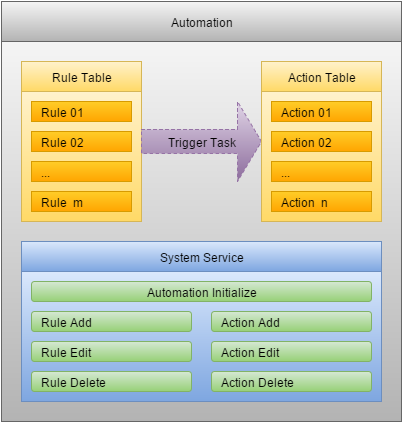 Automation
Rule Table
Rule 01
Rule 02
...
Rule m
Trigger Task
Action Table
Action 01
Action 02
...
Action n
System Service
Automation Initialize
Rule Add
Action Add
Rule Edit
Action Edit
Rule Delete
Action Delete